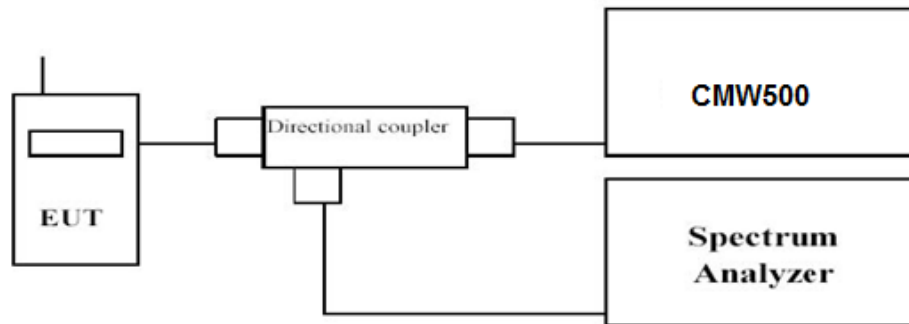 CMW500
Directional coupler
EUT
Spectrum
Analyzer